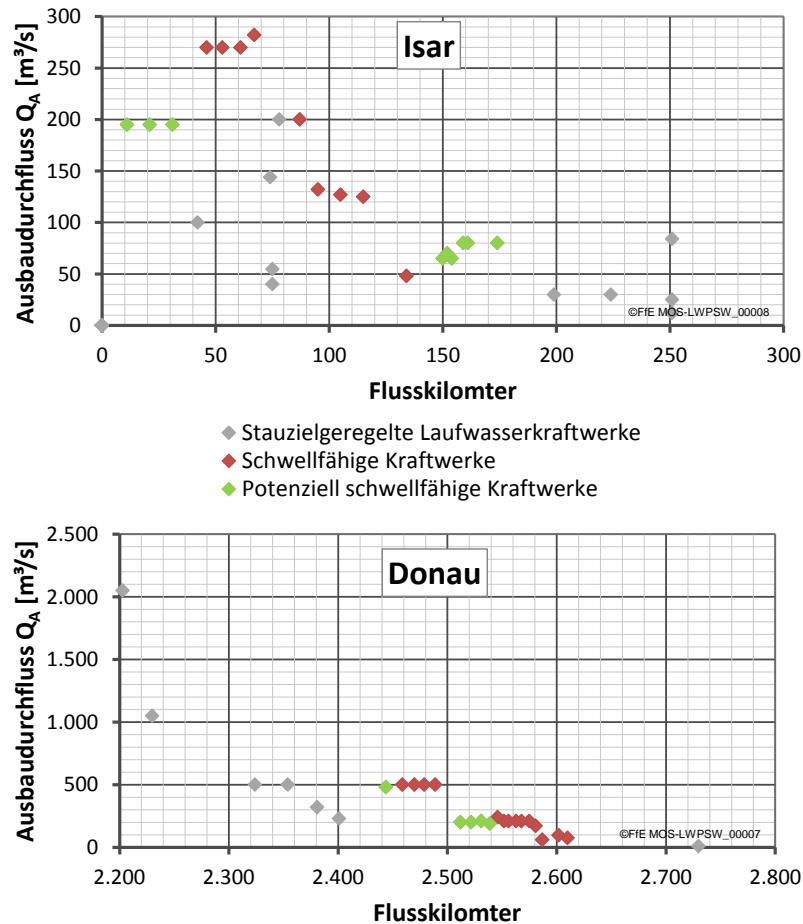 Isar
Ausbaudurchfluss Q_A [m³/s]
300
250
200
150
100
50
0
0 50 100 150 200 250 300
©FfE MOS-LWPSW_00008
Flusskilomter
Stauzielgeregelte Laufwasserkraftwerke
Schwellfähige Kraftwerke
Potenziell schwellfähige Kraftwerke
Donau
Ausbaudurchfluss Q_A [m³/s]
2.500
2.000
1.500
1.000
500
0
2.200 2.300 2.400 2.500 2.600 2.700 2.800
©FfE MOS-LWPSW_00007
Flusskilomter